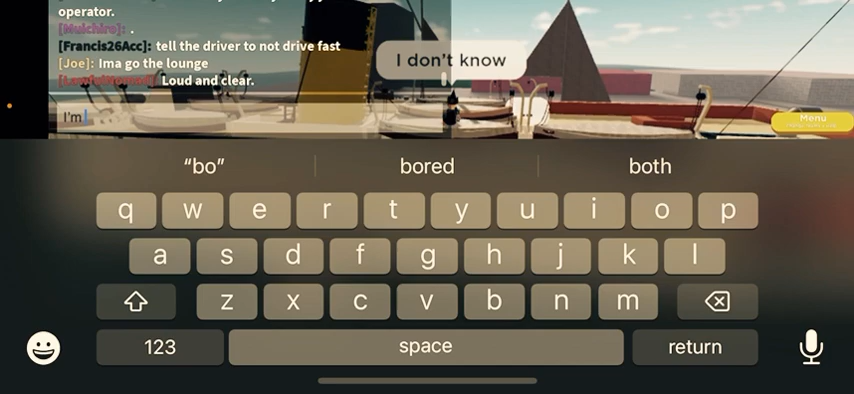 operator.
[Muichiro]: .
[Francis26Acc]: tell the driver to not drive fast
[Joe]: Ima go the lounge
Loud and clear.
I don't know
I'm
Menu
"bo" bored both
q w e r t y u i o p
a s d f g h j k l
z x c v b n m
123 space return